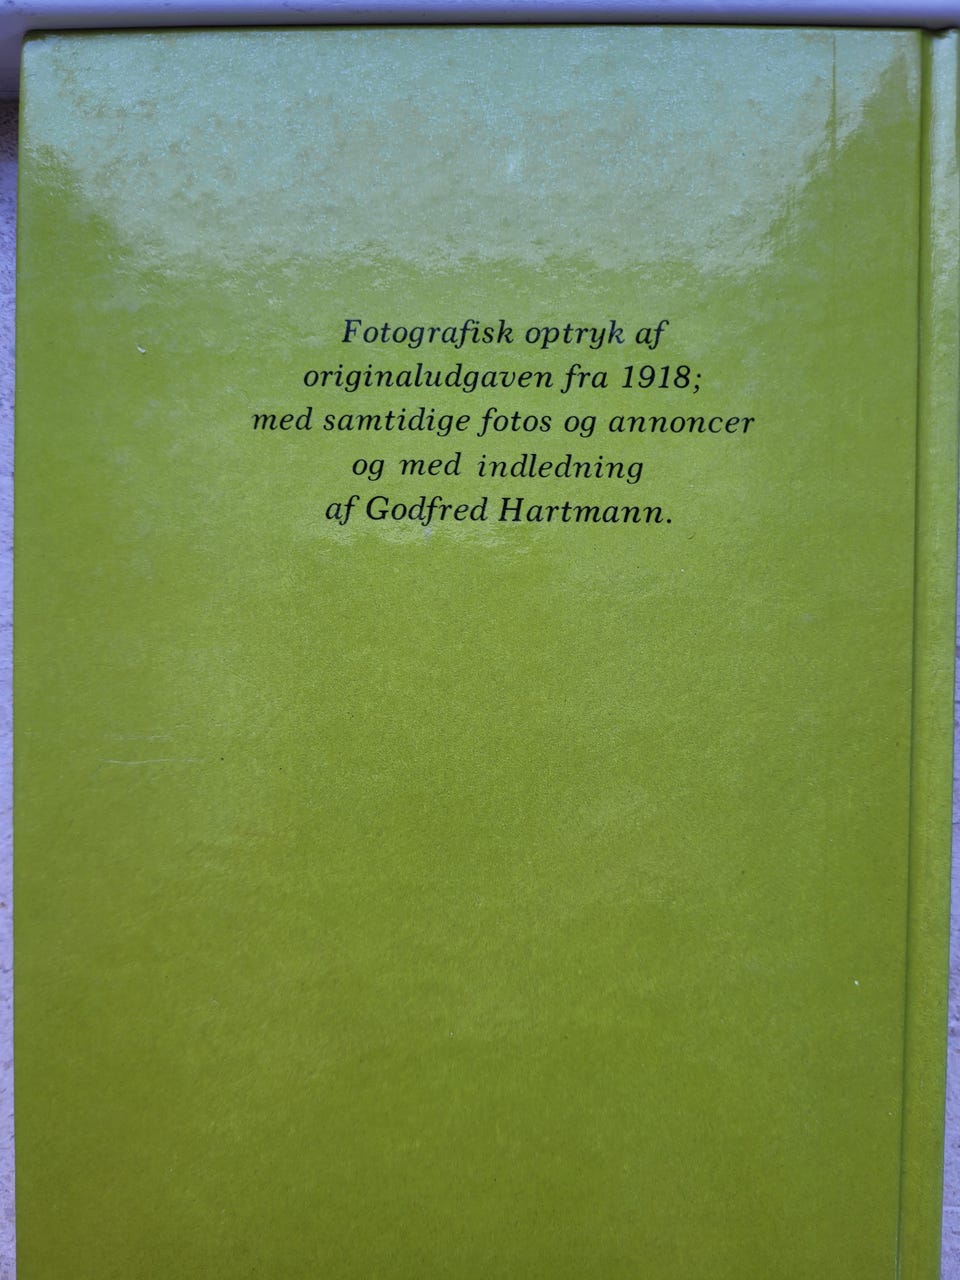 Fotografisk optryk af
originaludgaven fra 1918;
med samtidige fotos og annoncer
og med indledning
af Godfred Hartmann.